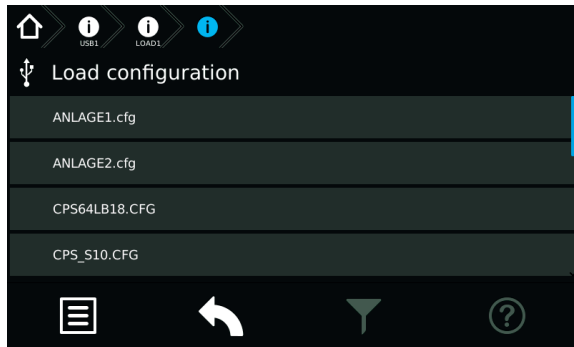 USB1
LOAD1
Load configuration
ANLAGE1.cfg
ANLAGE2.cfg
CPS64LB18.CFG
CPS_S10.CFG